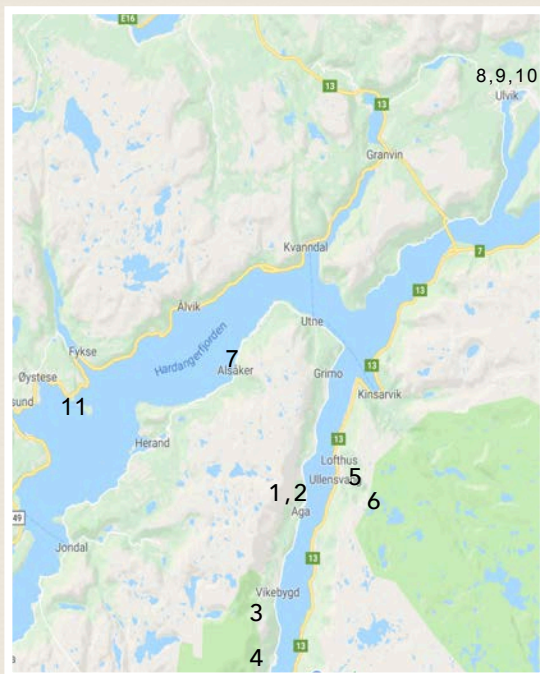 E16
8,9,10
Ulvik
13
13
Granvin
Kvanndal
7
13
Ålvik
Utne
Hardangerfjorden
Fykse
7
Alsåker
Grimo
13
Kinsarvik
Øystese
sund
11
Herand
13
Lofthus
Ullensvang
5
1,2
6
Aga
49
Jondal
13
Vikebygd
3
13
4
a